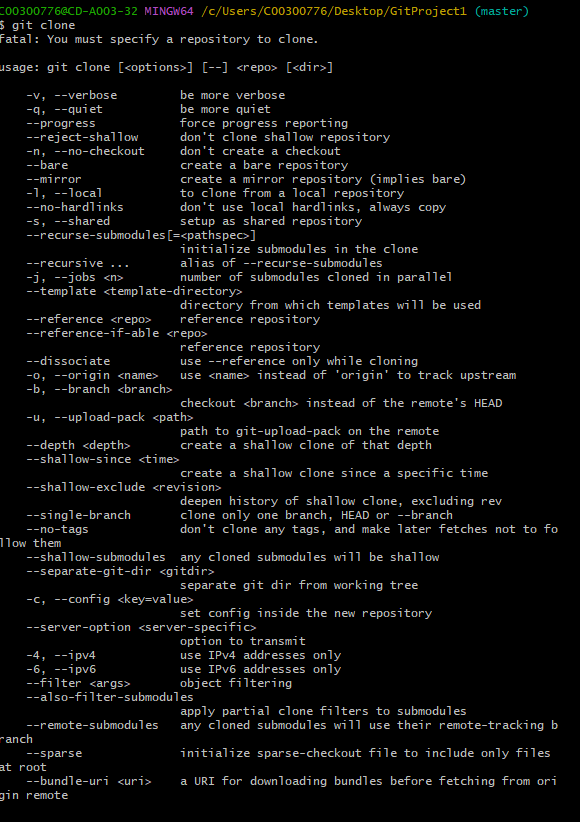 COO300776@CD-A003-32 MINGW64 /c/Users/COO300776/Desktop/GitProject1 (master)
$ git clone
fatal: You must specify a repository to clone.
usage: git clone [<options>] [--] <repo> [<dir>]
-v, --verbose be more verbose
-q, --quiet be more quiet
--progress force progress reporting
--reject-shallow don't clone shallow repository
-n, --no-checkout don't create a checkout
--bare create a bare repository
--mirror create a mirror repository (implies bare)
-l, --local to clone from a local repository
--no-hardlinks don't use local hardlinks, always copy
-s, --shared setup as shared repository
--recurse-submodules[=<pathspec>]
initialize submodules in the clone
--recursive ... alias of --recurse-submodules
-j, --jobs <n> number of submodules cloned in parallel
--template <template-directory>
directory from which templates will be used
--reference <repo> reference repository
--reference-if-able <repo>
reference repository
--dissociate use --reference only while cloning
-o, --origin <name> use <name> instead of 'origin' to track upstream
-b, --branch <branch>
checkout <branch> instead of the remote's HEAD
-u, --upload-pack <path>
path to git-upload-pack on the remote
--depth <depth> create a shallow clone of that depth
--shallow-since <time>
create a shallow clone since a specific time
--shallow-exclude <revision>
deepen history of shallow clone, excluding rev
--single-branch clone only one branch, HEAD or --branch
--no-tags don't clone any tags, and make later fetches not to fo
llow them
--shallow-submodules any cloned submodules will be shallow
--separate-git-dir <gitdir>
separate git dir from working tree
-c, --config <key=value>
set config inside the new repository
--server-option <server-specific>
option to transmit
-4, --ipv4 use IPv4 addresses only
-6, --ipv6 use IPv6 addresses only
--filter <args> object filtering
--also-filter-submodules
apply partial clone filters to submodules
--remote-submodules any cloned submodules will use their remote-tracking b
ranch
--sparse initialize sparse-checkout file to include only files
at root
--bundle-uri <uri> a URI for downloading bundles before fetching from ori
gin remote